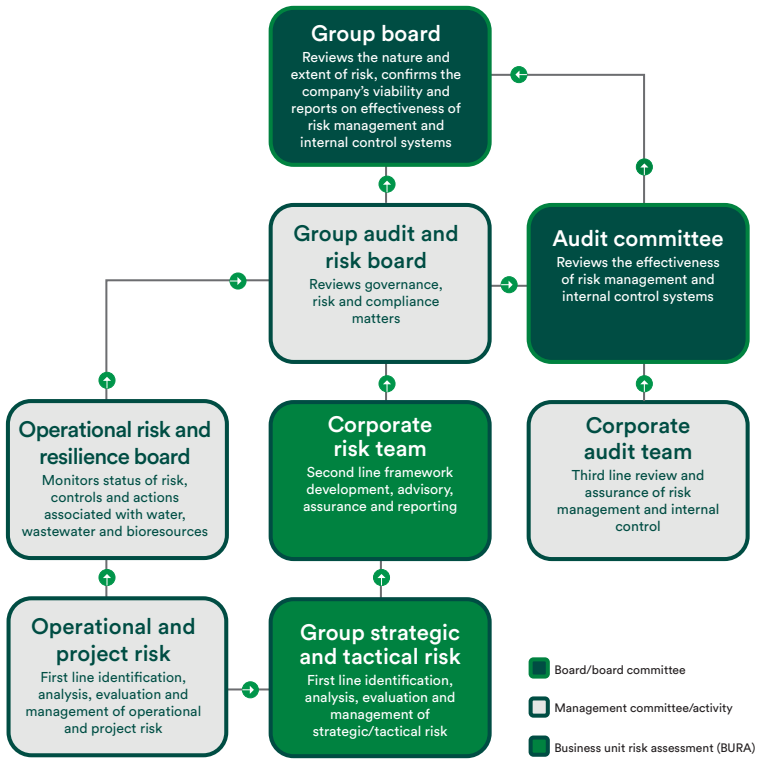 Group board
Reviews the nature and
extent of risk, confirms the
company's viability and
reports on effectiveness of
risk management and
internal control systems
Group audit and
risk board
Reviews governance,
risk and compliance
matters
Audit committee
Reviews the effectiveness
of risk management and
internal control systems
Operational risk and
resilience board
Monitors status of risk,
controls and actions
associated with water,
wastewater and bioresources
Corporate
risk team
Second line framework
development, advisory,
assurance and reporting
Corporate
audit team
Third line review and
assurance of risk
management and internal
control
Operational and
project risk
First line identification,
analysis, evaluation and
management of operational
and project risk
Group strategic
and tactical risk
First line identification,
analysis, evaluation and
management of
strategic/tactical risk
Board/board committee
Management committee/activity
Business unit risk assessment (BURA)